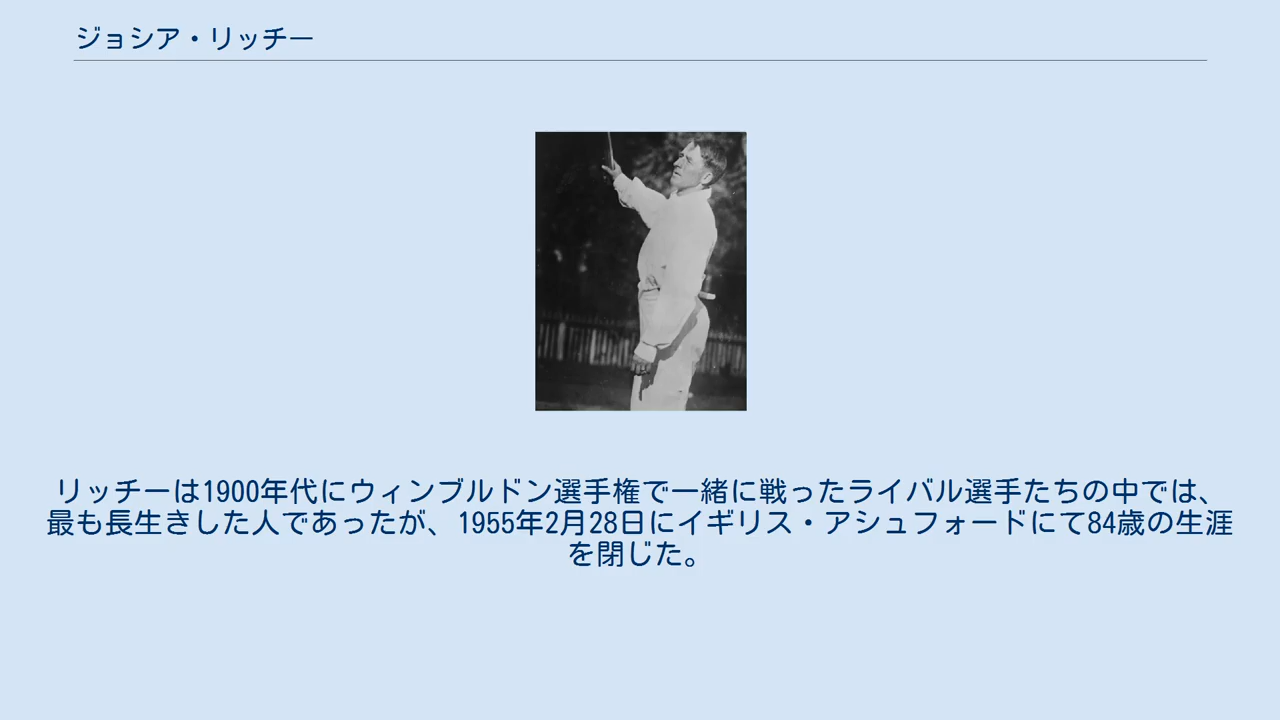 ジョシア・リッチー
リッチーは1900年代にウィンブルドン選手権で一緒に戦ったライバル選手たちの中では、
最も長生きした人であったが、1955年2月28日にイギリス・アシュフォードにて84歳の生涯
を閉じた。